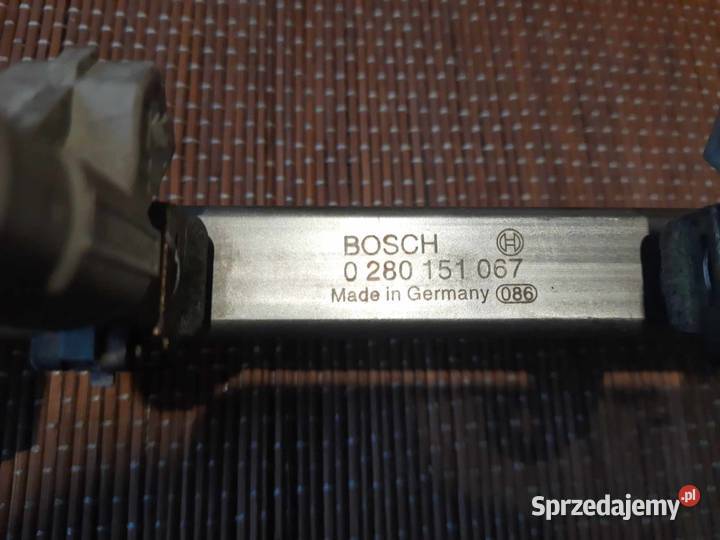 BOSCH
0 280 151 067
Made in Germany 086
Sprzedajemy.pl